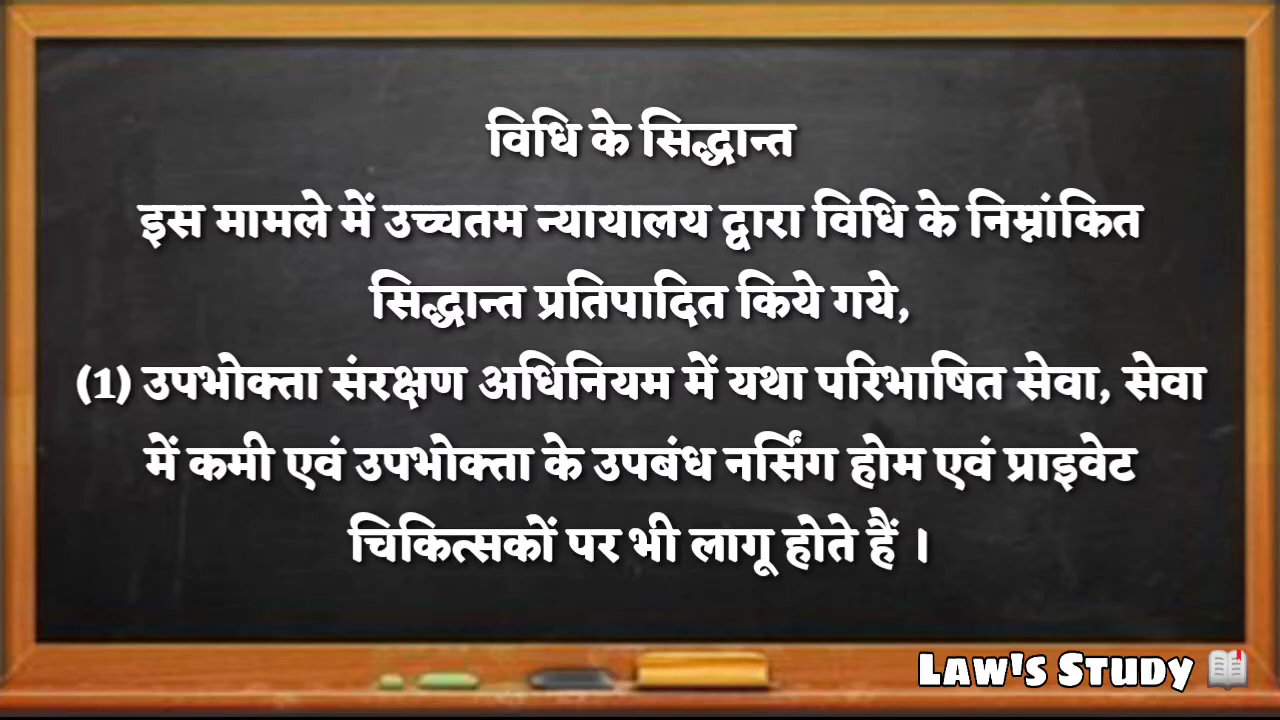 विधि के सिद्धान्त
इस मामले में उच्चतम न्यायालय द्वारा विधि के निम्नांकित
सिद्धान्त प्रतिपादित किये गये,
(1) उपभोक्ता संरक्षण अधिनियम में यथा परिभाषित सेवा, सेवा
में कमी एवं उपभोक्ता के उपबंध नर्सिंग होम एवं प्राइवेट
चिकित्सकों पर भी लागू होते हैं ।
Law's Study